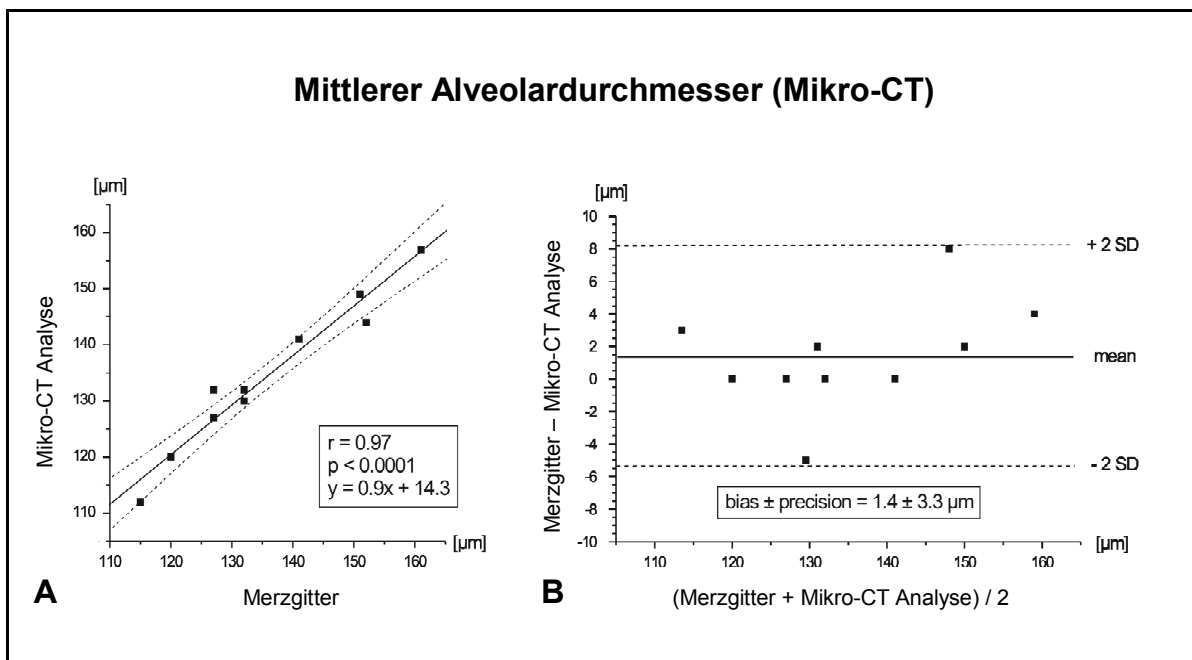 Mittlerer Alveolardurchmesser (Mikro-CT)
[µm]
160
150
140
130
120
110
Mikro-CT Analyse
r = 0.97
p < 0.0001
y = 0.9x + 14.3
110 120 130 140 150 160 [µm]
A Merzgitter
[µm]
10
8
6
4
2
0
-2
-4
-6
-8
-10
Merzgitter – Mikro-CT Analyse
+ 2 SD
mean
- 2 SD
bias ± precision = 1.4 ± 3.3 µm
110 120 130 140 150 160 [µm]
B (Merzgitter + Mikro-CT Analyse) / 2